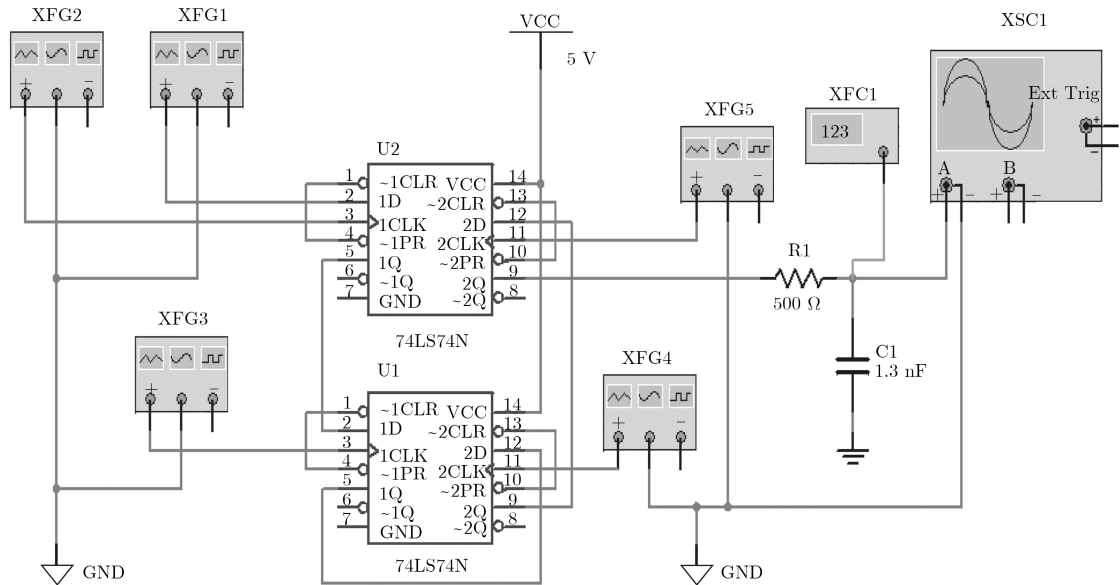 XFG2
XFG1
VCC
5 V
XSC1
Ext Trig
+
−
A
B
+ −
+ −
XFG5
+ −
XFC1
123
+ −
+ −
U2
1 ~1CLR VCC 14
2 1D ~2CLR 13
3 1CLK 2D 12
4 ~1PR 2CLK 11
5 1Q ~2PR 10
6 ~1Q 2Q 9
7 GND ~2Q 8
74LS74N
R1
500 Ω
C1
1.3 nF
XFG3
+ −
XFG4
+ −
U1
1 ~1CLR VCC 14
2 1D ~2CLR 13
3 1CLK 2D 12
4 ~1PR 2CLK 11
5 1Q ~2PR 10
6 ~1Q 2Q 9
7 GND ~2Q 8
74LS74N
GND
GND